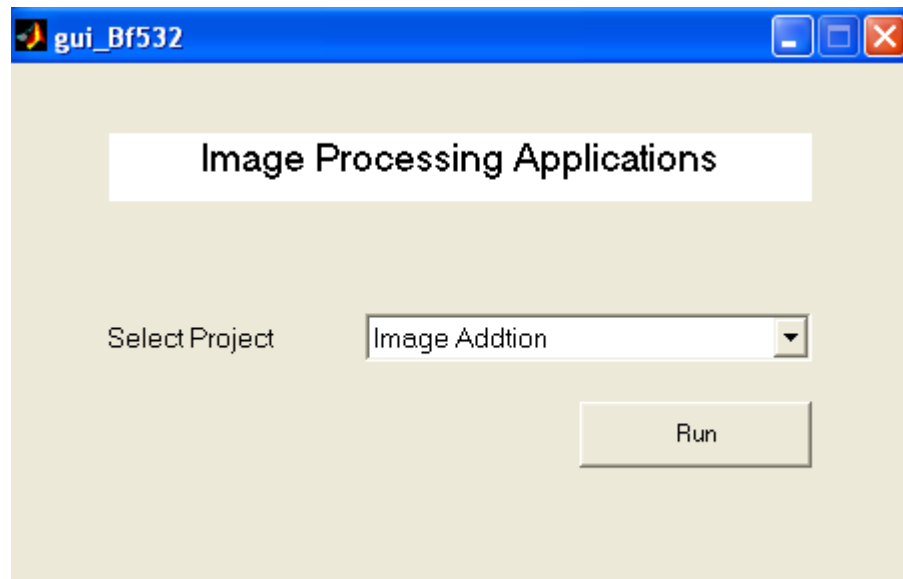 gui_Bf532
Image Processing Applications
Select Project
Image Addtion
Run